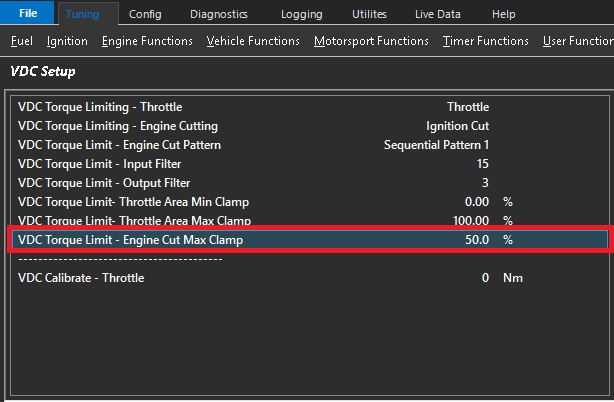 File Tuning Config Diagnostics Logging Utilites Live Data Help
Fuel Ignition Engine Functions Vehicle Functions Motorsport Functions Timer Functions User Function
VDC Setup
VDC Torque Limiting - Throttle Throttle
VDC Torque Limiting - Engine Cutting Ignition Cut
VDC Torque Limit - Engine Cut Pattern Sequential Pattern 1
VDC Torque Limit - Input Filter 15
VDC Torque Limit - Output Filter 3
VDC Torque Limit- Throttle Area Min Clamp 0.00 %
VDC Torque Limit- Throttle Area Max Clamp 100.00 %
VDC Torque Limit - Engine Cut Max Clamp 50.0 %
-----------------------------------------
VDC Calibrate - Throttle 0 Nm